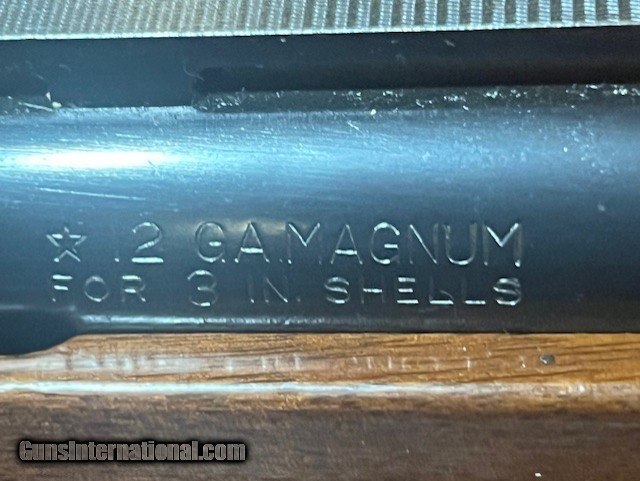 ☆ 12 GA MAGNUM
FOR 3 IN. SHELLS
GunsInternational.com